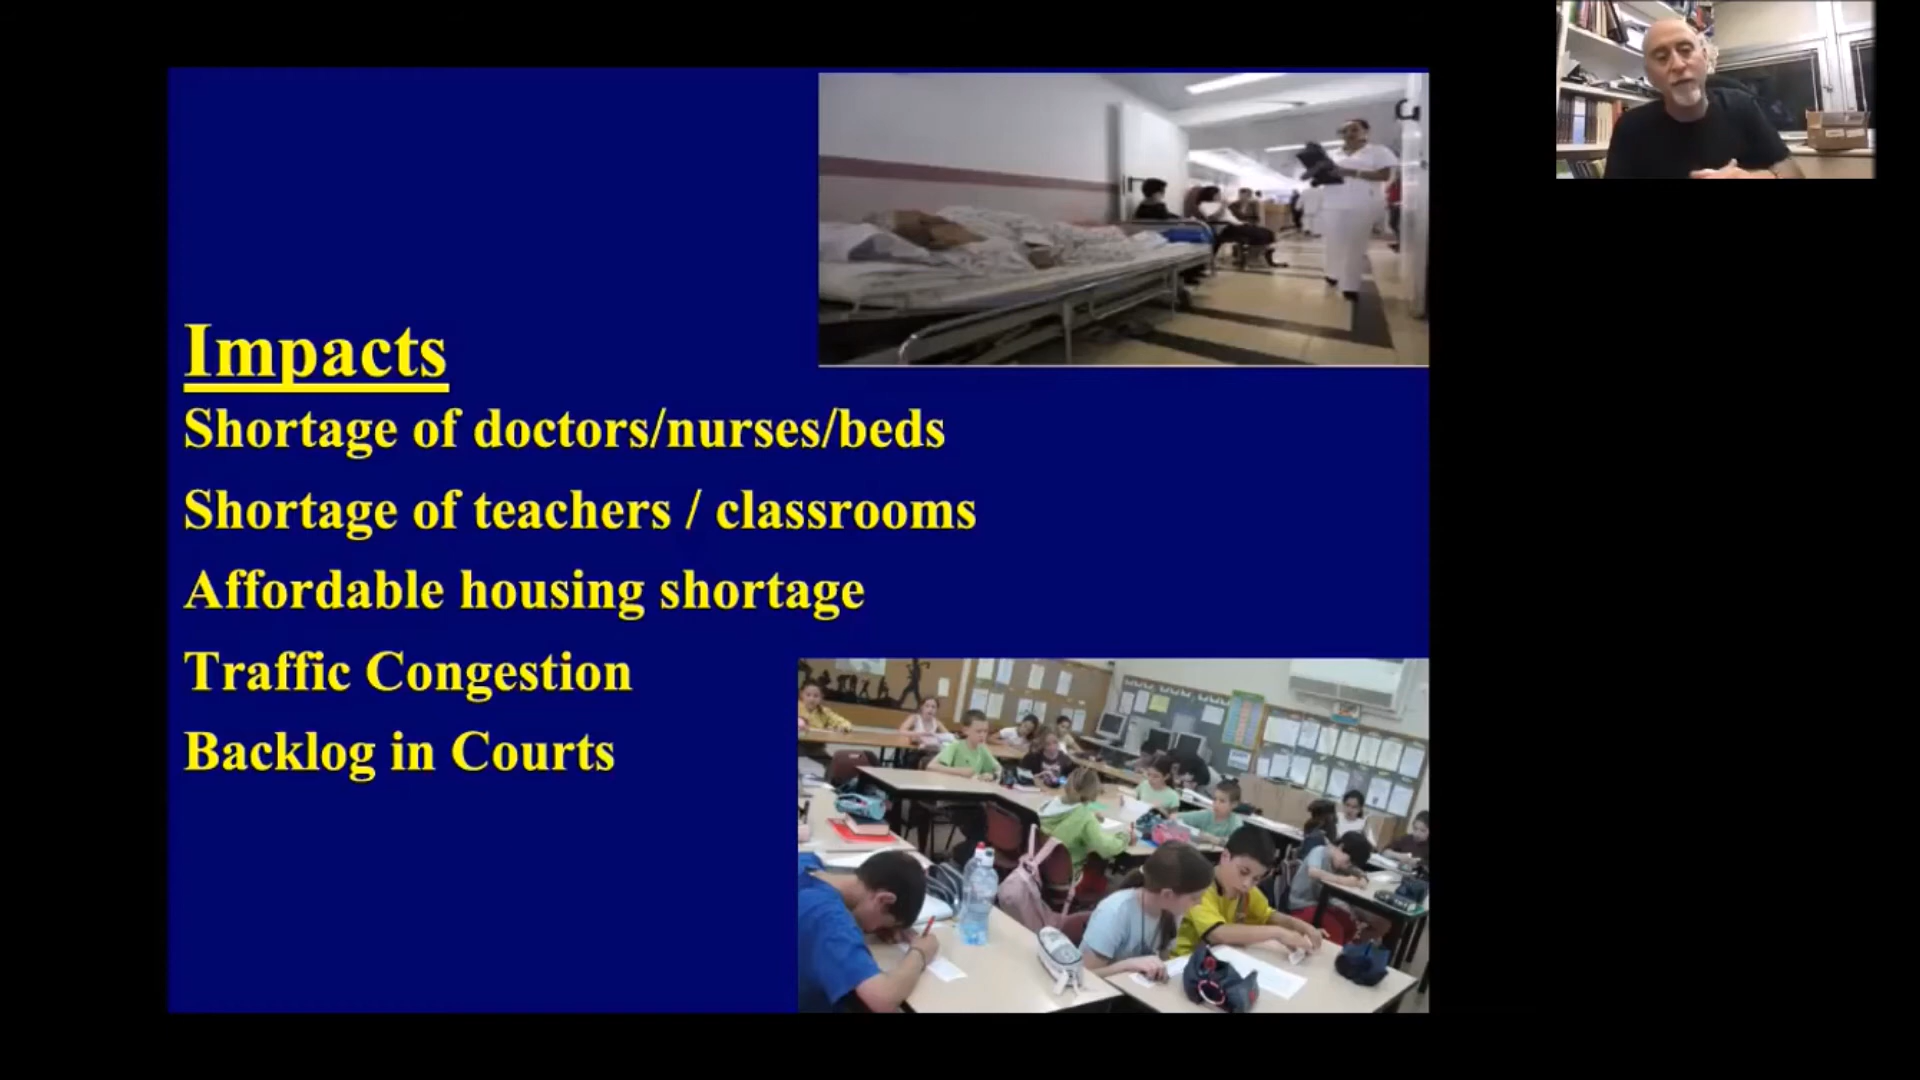 Impacts
Shortage of doctors/nurses/beds
Shortage of teachers / classrooms
Affordable housing shortage
Traffic Congestion
Backlog in Courts